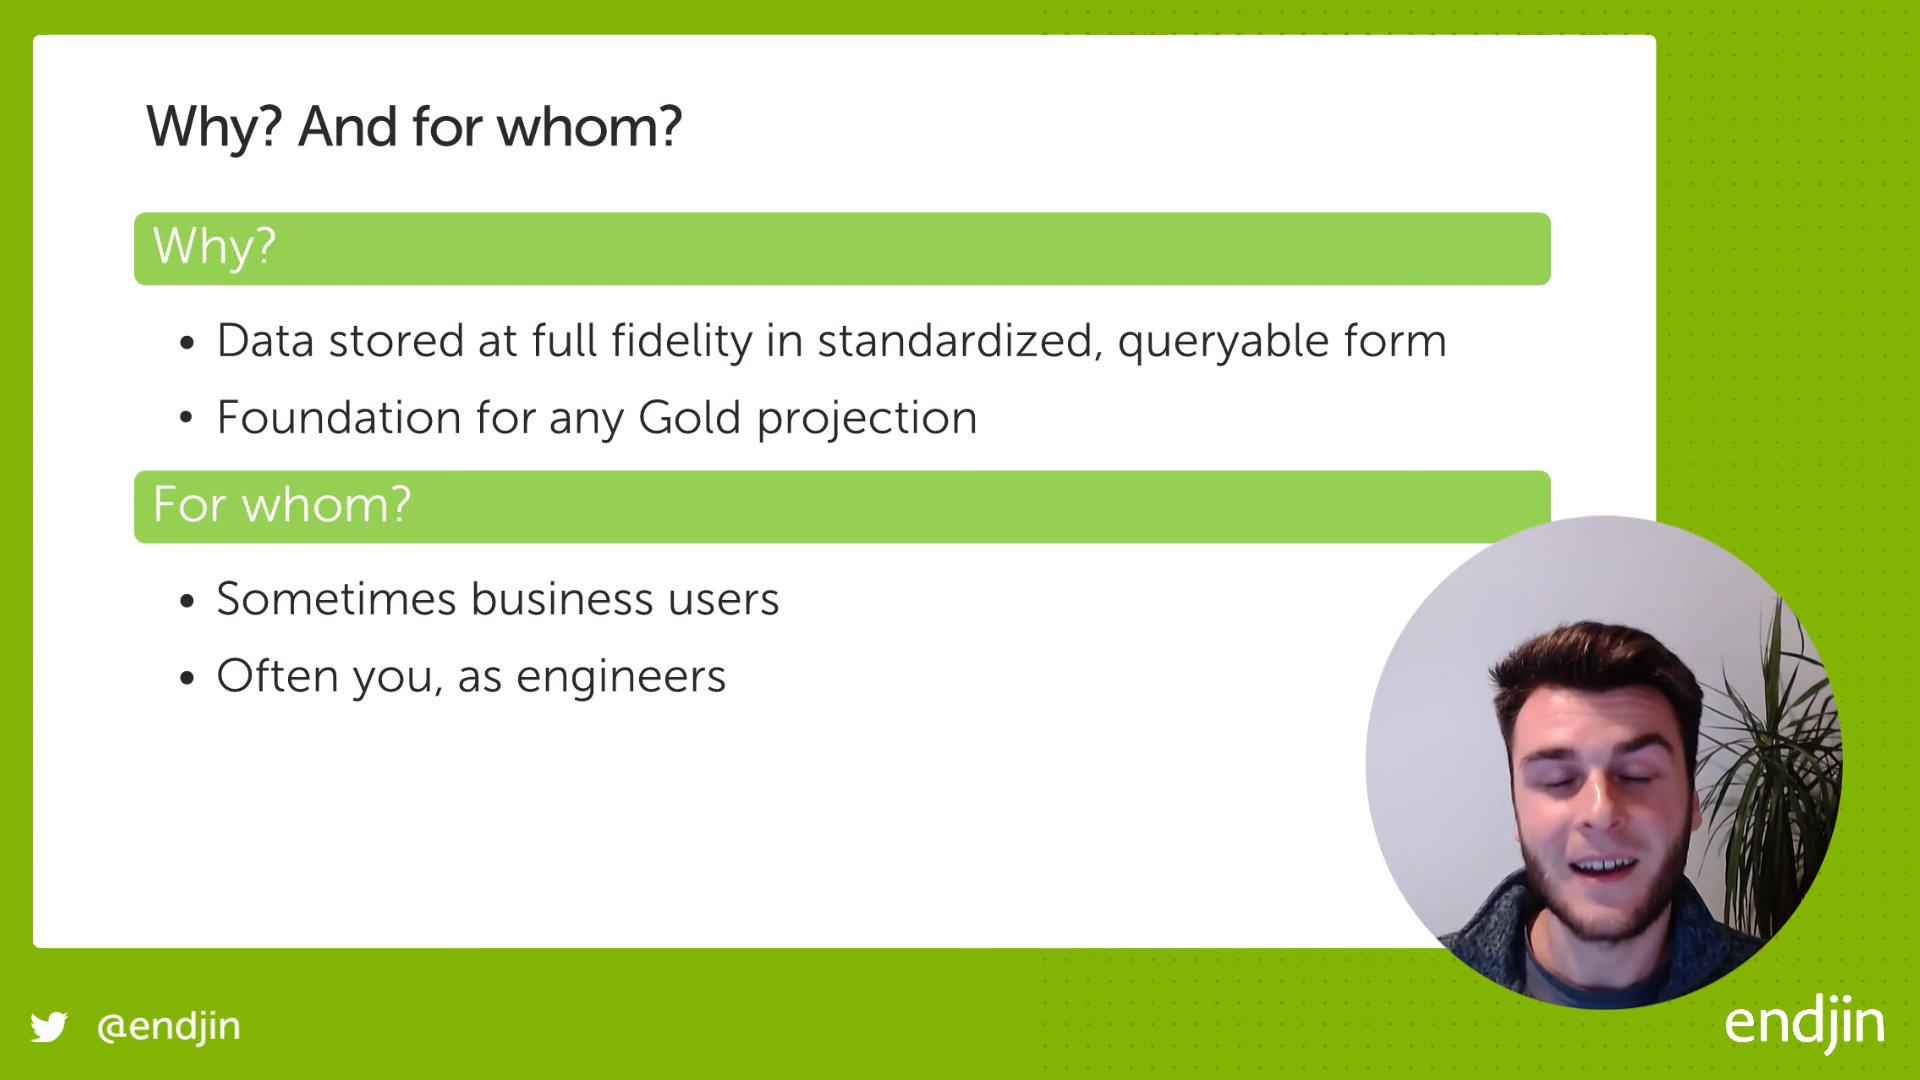 Why? And for whom?
Why?
• Data stored at full fidelity in standardized, queryable form
• Foundation for any Gold projection
For whom?
• Sometimes business users
• Often you, as engineers
@endjin
endjin